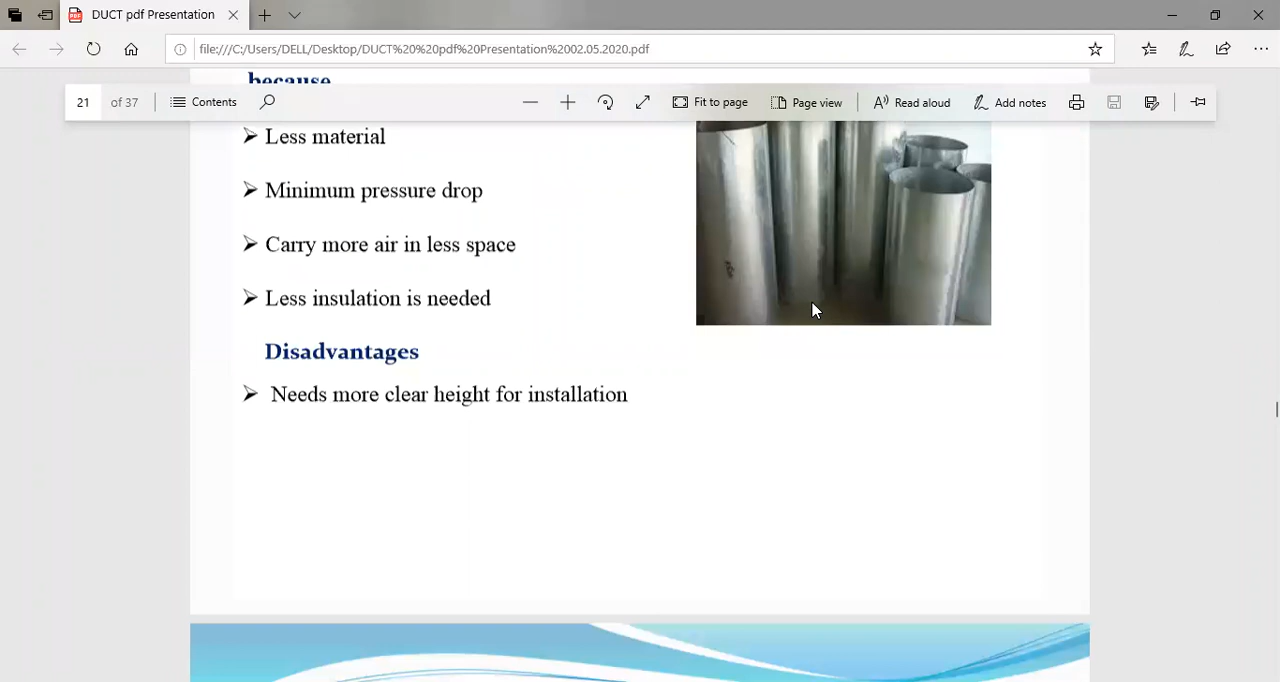 DUCT pdf Presentation
file:///C:/Users/DELL/Desktop/DUCT%20%20pdf%20Presentation%2002.05.2020.pdf
because
21 of 37 Contents Fit to page Page view Read aloud Add notes
Less material
Minimum pressure drop
Carry more air in less space
Less insulation is needed
Disadvantages
Needs more clear height for installation